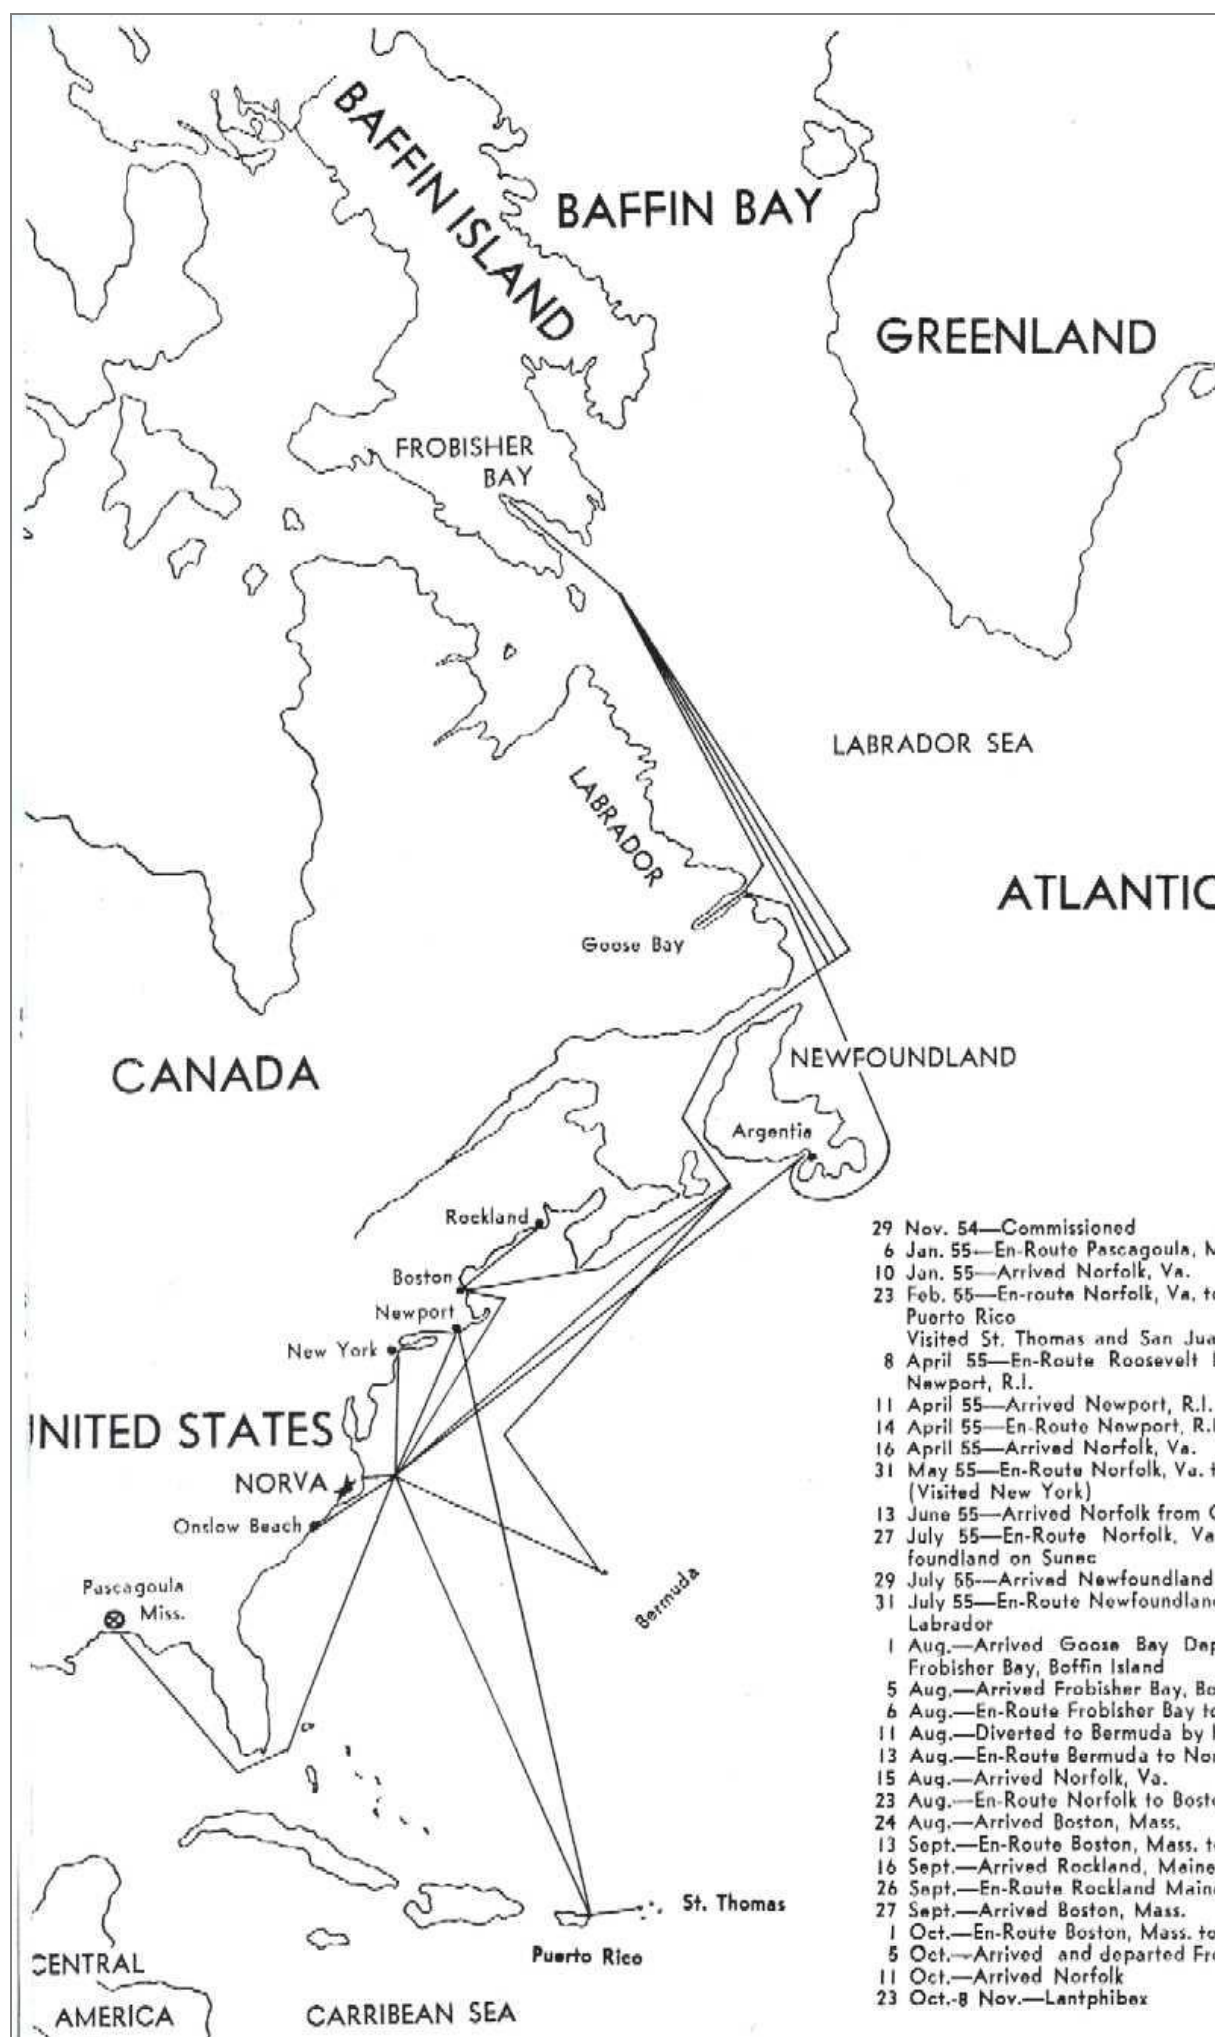 BAFFIN ISLAND
BAFFIN BAY
GREENLAND
FROBISHER
BAY
LABRADOR SEA
LABRADOR
ATLANTIC
Goose Bay
CANADA
NEWFOUNDLAND
Argentia
Rockland
Boston
Newport
New York
UNITED STATES
NORVA
Onslow Beach
Pascagoula
Miss.
Bermuda
St. Thomas
Puerto Rico
CENTRAL
AMERICA
CARRIBEAN SEA
29 Nov. 54—Commissioned
6 Jan. 55—En-Route Pascagoula, M
10 Jan. 55—Arrived Norfolk, Va.
23 Feb. 55—En-route Norfolk, Va. to
Puerto Rico
Visited St. Thomas and San Jua
8 April 55—En-Route Roosevelt
Newport, R.I.
11 April 55—Arrived Newport, R.I.
14 April 55—En-Route Newport, R.I
16 April 55—Arrived Norfolk, Va.
31 May 55—En-Route Norfolk, Va. t
(Visited New York)
13 June 55—Arrived Norfolk from
27 July 55—En-Route Norfolk, Va
foundland on Sunec
29 July 55—Arrived Newfoundland
31 July 55—En-Route Newfoundland
Labrador
1 Aug.—Arrived Goose Bay Dep
Frobisher Bay, Boffin Island
5 Aug.—Arrived Frobisher Bay, Bo
6 Aug.—En-Route Frobisher Bay to
11 Aug.—Diverted to Bermuda by
13 Aug.—En-Route Bermuda to Nor
15 Aug.—Arrived Norfolk, Va.
23 Aug.—En-Route Norfolk to Bost
24 Aug.—Arrived Boston, Mass.
13 Sept.—En-Route Boston, Mass. t
16 Sept.—Arrived Rockland, Maine
26 Sept.—En-Route Rockland Maine
27 Sept.—Arrived Boston, Mass.
1 Oct.—En-Route Boston, Mass. to
5 Oct.—Arrived and departed Fr
11 Oct.—Arrived Norfolk
23 Oct.-8 Nov.—Lantphibex